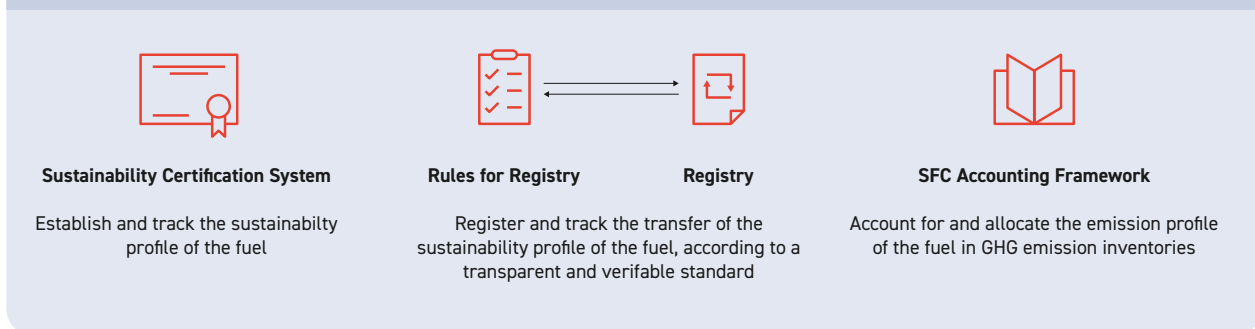 Sustainability Certification System
Establish and track the sustainabilty
profile of the fuel
Rules for Registry
Registry
Register and track the transfer of the
sustainability profile of the fuel, according to a
transparent and verifable standard
SFC Accounting Framework
Account for and allocate the emission profile
of the fuel in GHG emission inventories